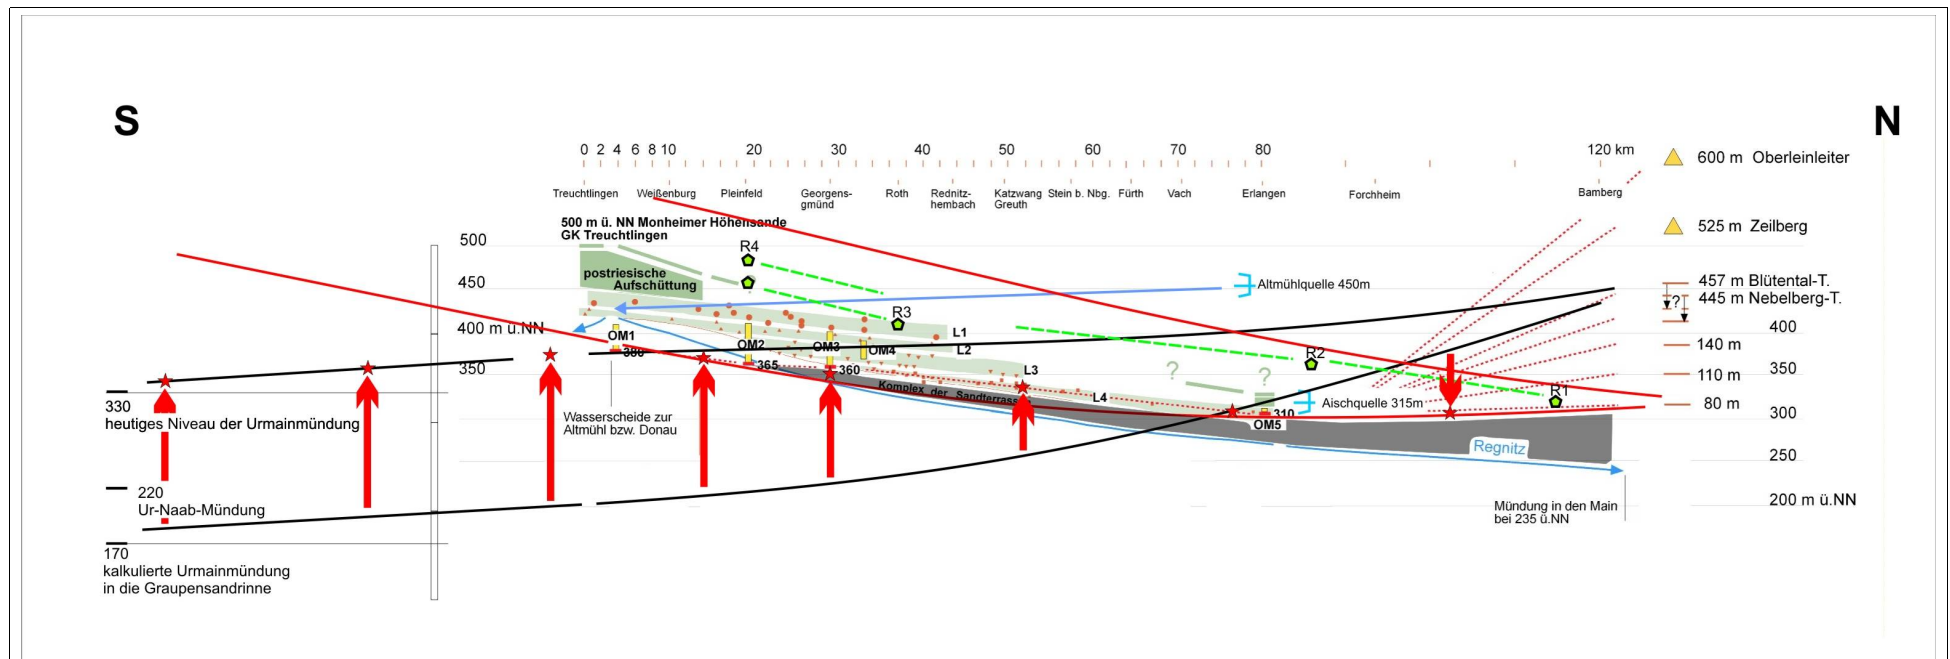 S
N
0 2 4 6 8 10 20 30 40 50 60 70 80 120 km
Treuchtlingen Weißenburg Pleinfeld Georgens-
gmünd Roth Rednitz-
hembach Katzwang
Greuth Stein b. Nbg. Fürth Vach Erlangen Forchheim Bamberg
600 m Oberleinleiter
525 m Zeilberg
500 m ü. NN Monheimer Höhensande
GK Treuchtlingen
500
450
400 m ü.NN
350
postriesische
Aufschüttung
R4
R3
R2
R1
Altmühlquelle 450m
457 m Blütental-T.
?
445 m Nebelberg-T.
400
140 m
350
110 m
80 m
300
250
200 m ü.NN
L1
L2
L3
L4
OM1
380
OM2
365
OM3
360
OM4
OM5
310
?
?
Komplex der Sandterrassen
Aischquelle 315m
Regnitz
Wasserscheide zur
Altmühl bzw. Donau
Mündung in den Main
bei 235 ü.NN
330
heutiges Niveau der Urmainmündung
220
Ur-Naab-Mündung
170
kalkulierte Urmainmündung
in die Graupensandrinne